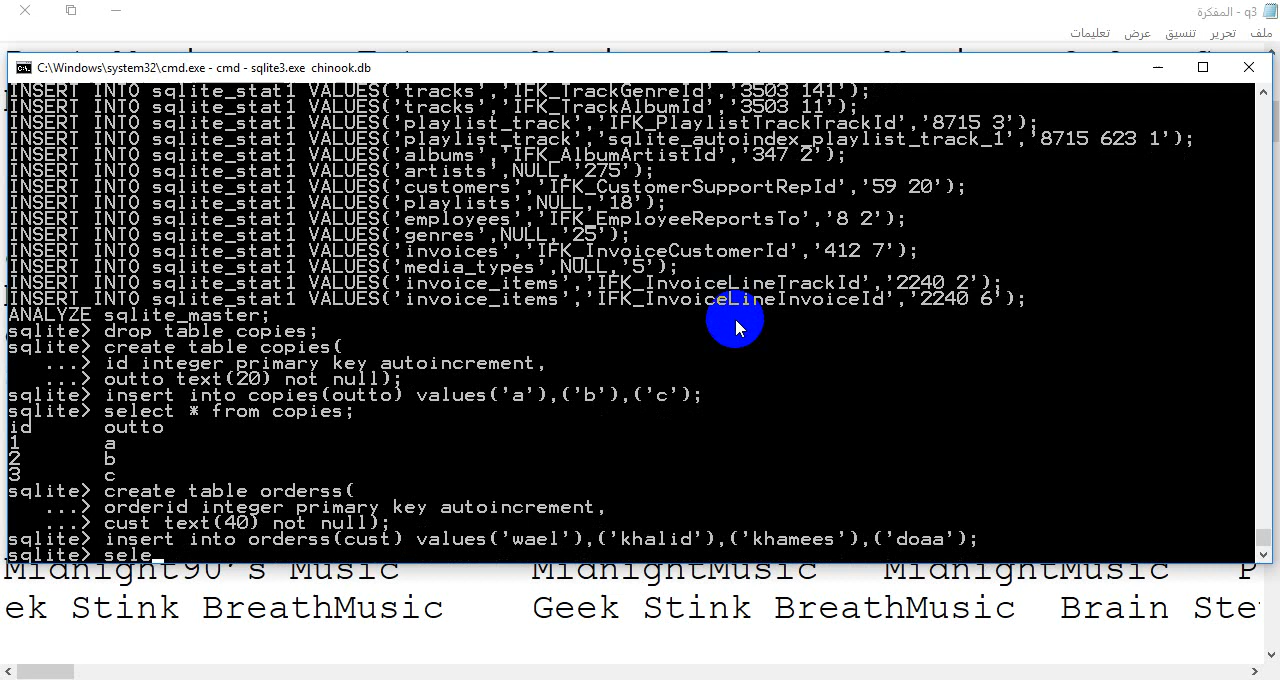 q3 - المفكرة
ملف تحرير تنسيق عرض تعليمات
C:\Windows\system32\cmd.exe - cmd - sqlite3.exe chinook.db
INSERT INTO sqlite_stat1 VALUES('tracks','IFK_TrackGenreId','3503 141');
INSERT INTO sqlite_stat1 VALUES('tracks','IFK_TrackAlbumId','3503 11');
INSERT INTO sqlite_stat1 VALUES('playlist_track','IFK_PlaylistTrackTrackId','8715 3');
INSERT INTO sqlite_stat1 VALUES('playlist_track','sqlite_autoindex_playlist_track_1','8715 623 1');
INSERT INTO sqlite_stat1 VALUES('albums','IFK_AlbumArtistId','347 2');
INSERT INTO sqlite_stat1 VALUES('artists',NULL,'275');
INSERT INTO sqlite_stat1 VALUES('customers','IFK_CustomerSupportRepId','59 20');
INSERT INTO sqlite_stat1 VALUES('playlists',NULL,'18');
INSERT INTO sqlite_stat1 VALUES('employees','IFK_EmployeeReportsTo','8 2');
INSERT INTO sqlite_stat1 VALUES('genres',NULL,'25');
INSERT INTO sqlite_stat1 VALUES('invoices','IFK_InvoiceCustomerId','412 7');
INSERT INTO sqlite_stat1 VALUES('media_types',NULL,'5');
INSERT INTO sqlite_stat1 VALUES('invoice_items','IFK_InvoiceLineTrackId','2240 2');
INSERT INTO sqlite_stat1 VALUES('invoice_items','IFK_InvoiceLineInvoiceId','2240 6');
ANALYZE sqlite_master;
sqlite> drop table copies;
sqlite> create table copies(
...> id integer primary key autoincrement,
...> outto text(20) not null);
sqlite> insert into copies(outto) values('a'),('b'),('c');
sqlite> select * from copies;
id outto
1 a
2 b
3 c
sqlite> create table orderss(
...> orderid integer primary key autoincrement,
...> cust text(40) not null);
sqlite> insert into orderss(cust) values('wael'),('khalid'),('khamees'),('doaa');
sqlite> sele_
Midnight90's Music MidnightMusic MidnightMusic P
ek Stink BreathMusic Geek Stink BreathMusic Brain Ste